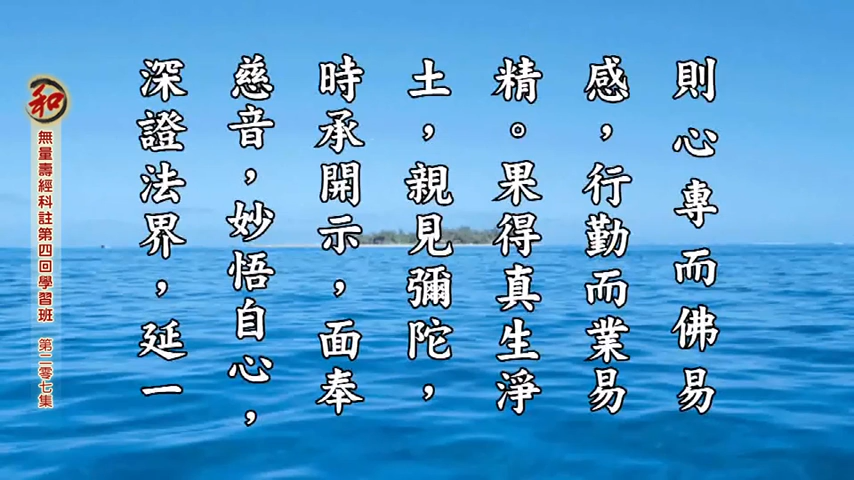 則心專而佛易
感，行勤而業易
精。果得真生淨
土，親見彌陀，
時承開示，面奉
慈音，妙悟自心，
深證法界，延一
和
無量壽經科註第四回學習班 第二零七集